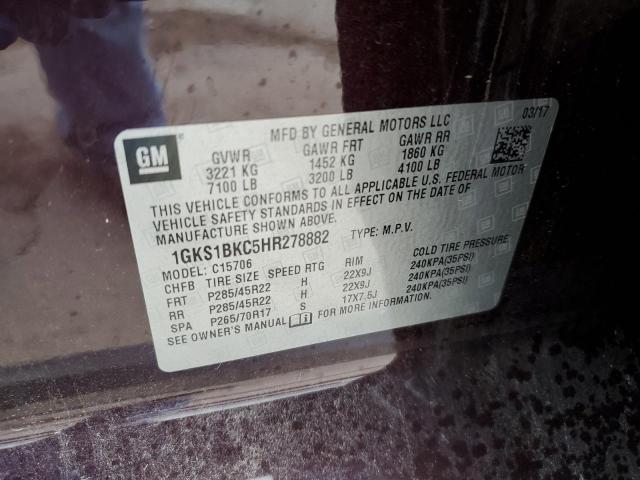 GM
MFD BY GENERAL MOTORS LLC 03/17
GVWR GAWR FRT GAWR RR
3221 KG 1452 KG 1860 KG
7100 LB 3200 LB 4100 LB
THIS VEHICLE CONFORMS TO ALL APPLICABLE U.S. FEDERAL MOTOR
VEHICLE SAFETY STANDARDS IN EFFECT ON THE DATE OF
MANUFACTURE SHOWN ABOVE.
1GKS1BKC5HR278882 TYPE: M.P.V.
MODEL: C15706
CHFB TIRE SIZE SPEED RTG RIM COLD TIRE PRESSURE
FRT P285/45R22 H 22X9J 240KPA(35PSI)
RR P285/45R22 H 22X9J 240KPA(35PSI)
SPA P265/70R17 S 17X7.5J 240KPA(35PSI)
SEE OWNER'S MANUAL FOR MORE INFORMATION.